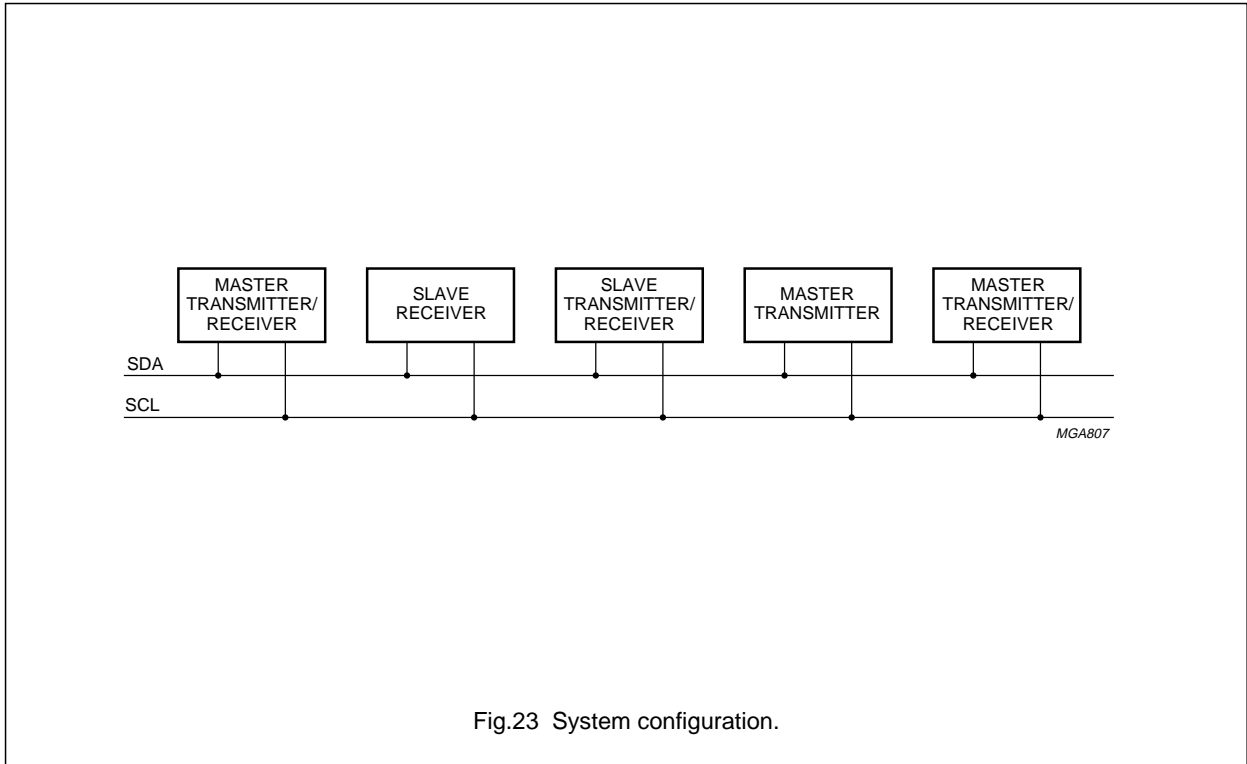 MASTER
TRANSMITTER/
RECEIVER
SLAVE
RECEIVER
SLAVE
TRANSMITTER/
RECEIVER
MASTER
TRANSMITTER
MASTER
TRANSMITTER/
RECEIVER
SDA
SCL
MGA807
Fig.23 System configuration.